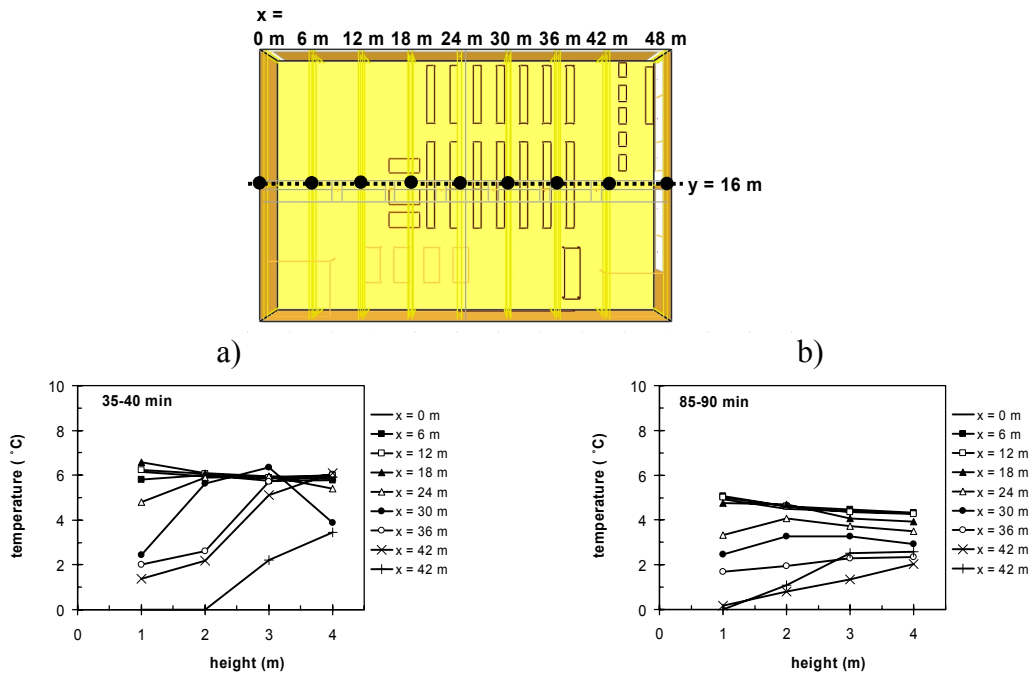 x =
0 m 6 m 12 m 18 m 24 m 30 m 36 m 42 m 48 m
y = 16 m
a)
b)
10
8
6
4
2
0
temperature ( ˚C)
35-40 min
0 1 2 3 4
height (m)
x = 0 m
x = 6 m
x = 12 m
x = 18 m
x = 24 m
x = 30 m
x = 36 m
x = 42 m
x = 42 m
10
8
6
4
2
0
temperature ( ˚C)
85-90 min
0 1 2 3 4
height (m)
x = 0 m
x = 6 m
x = 12 m
x = 18 m
x = 24 m
x = 30 m
x = 36 m
x = 42 m
x = 42 m